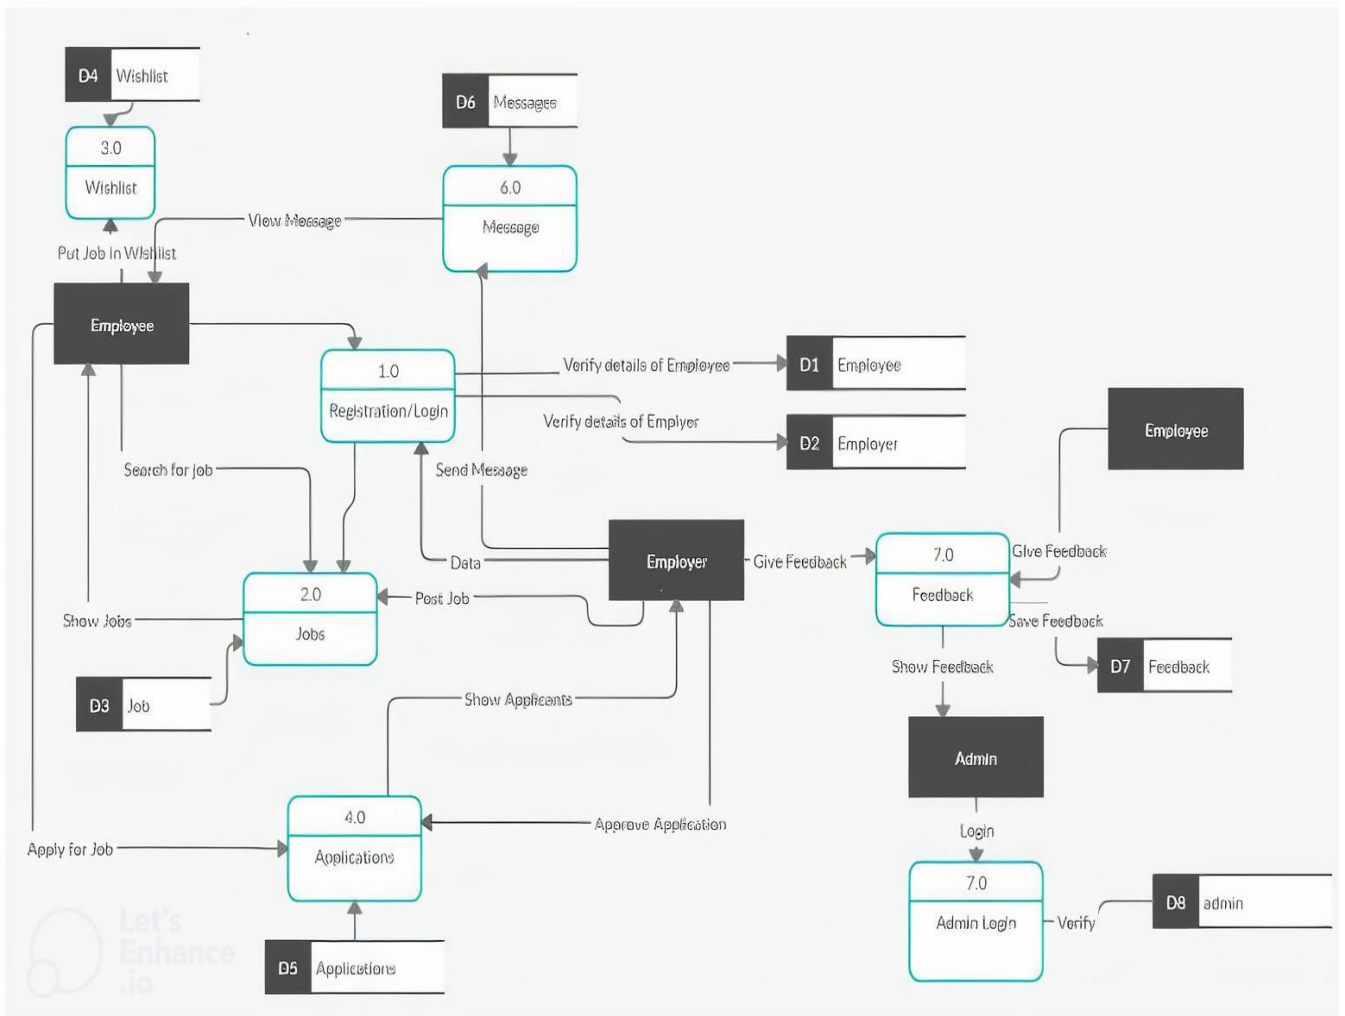 D4 Wishlist
D6 Messages
3.0
Wishlist
6.0
Message
View Message
Put Job in Wishlist
Employee
1.0
Registration/Login
Verify details of Employee
D1 Employee
Verify details of Emplyer
D2 Employer
Employee
Search for job
Send Message
Data
Employer
Give Feedback
7.0
Feedback
Give Feedback
Save Feedback
2.0
Jobs
Post Job
Show Jobs
Show Feedback
D7 Feedback
D3 Job
Show Applicants
Admin
4.0
Applications
Approve Application
Login
Apply for Job
7.0
Admin Login
Verify
D8 admin
Let's
Enhance
.io
D5 Applications